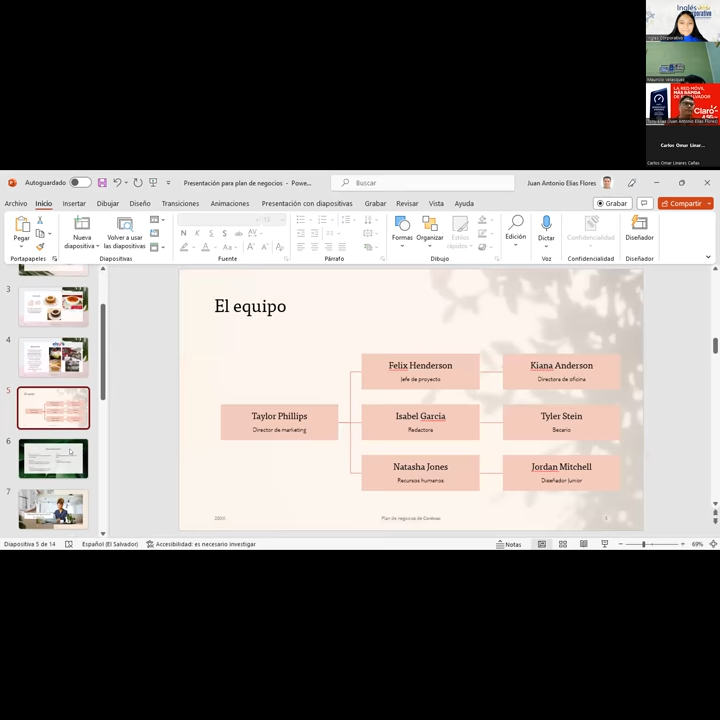 Inglés
Corporativo
Inglés Corporativo
Mauricio Velasquez
LA RED MÓVIL
MÁS RÁPIDA
Claro
Carlos Omar Linar...
Carlos Omar Linares Cañas
Autoguardado
Presentación para plan de negocios - Powe...
Buscar
Juan Antonio Elias Flores
Archivo Inicio Insertar Dibujar Diseño Transiciones Animaciones Presentación con diapositivas Grabar Revisar Vista Ayuda
Grabar
Compartir
Pegar
Nueva diapositiva
Volver a usar las diapositivas
Formas
Organizar
Estilos rápidos
Edición
Dictar
Confidencialidad
Diseñador
Portapapeles
Diapositivas
Fuente
Párrafo
Dibujo
Voz
Confidencialidad
Diseñador
3
4
5
6
7
El equipo
Taylor Phillips
Director de marketing
Felix Henderson
Jefe de proyecto
Kiana Anderson
Directora de oficina
Isabel Garcia
Redactora
Tyler Stein
Becario
Natasha Jones
Recursos humanos
Jordan Mitchell
Diseñador junior
20XX
Plan de negocios de Contoso
5
Diapositiva 5 de 14
Español (El Salvador)
Accesibilidad: es necesario investigar
Notas
69%